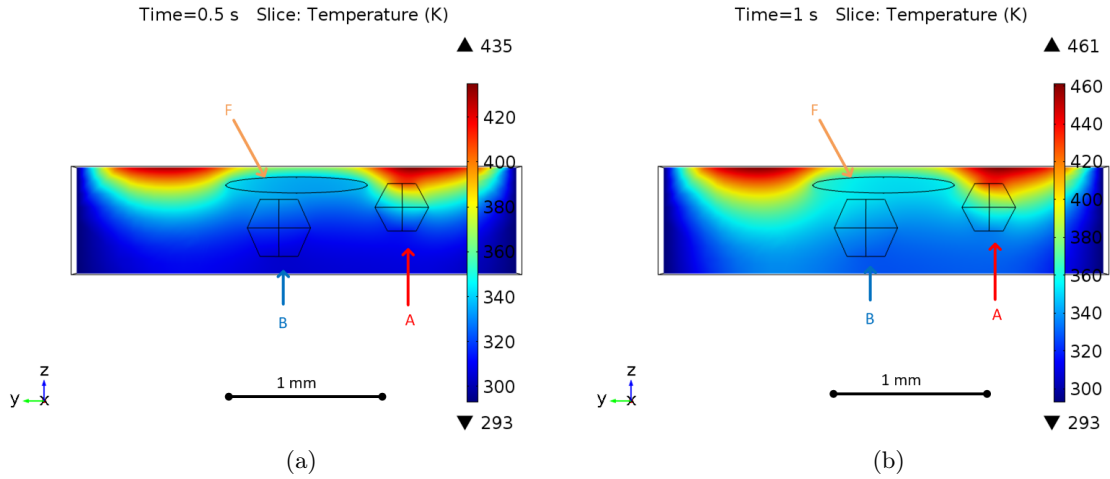 Time=0.5 s Slice: Temperature (K)
435
420
400
380
360
340
320
300
293
F
B
A
1 mm
z
y
x
(a)
Time=1 s Slice: Temperature (K)
461
460
440
420
400
380
360
340
320
300
293
F
B
A
1 mm
z
y
x
(b)